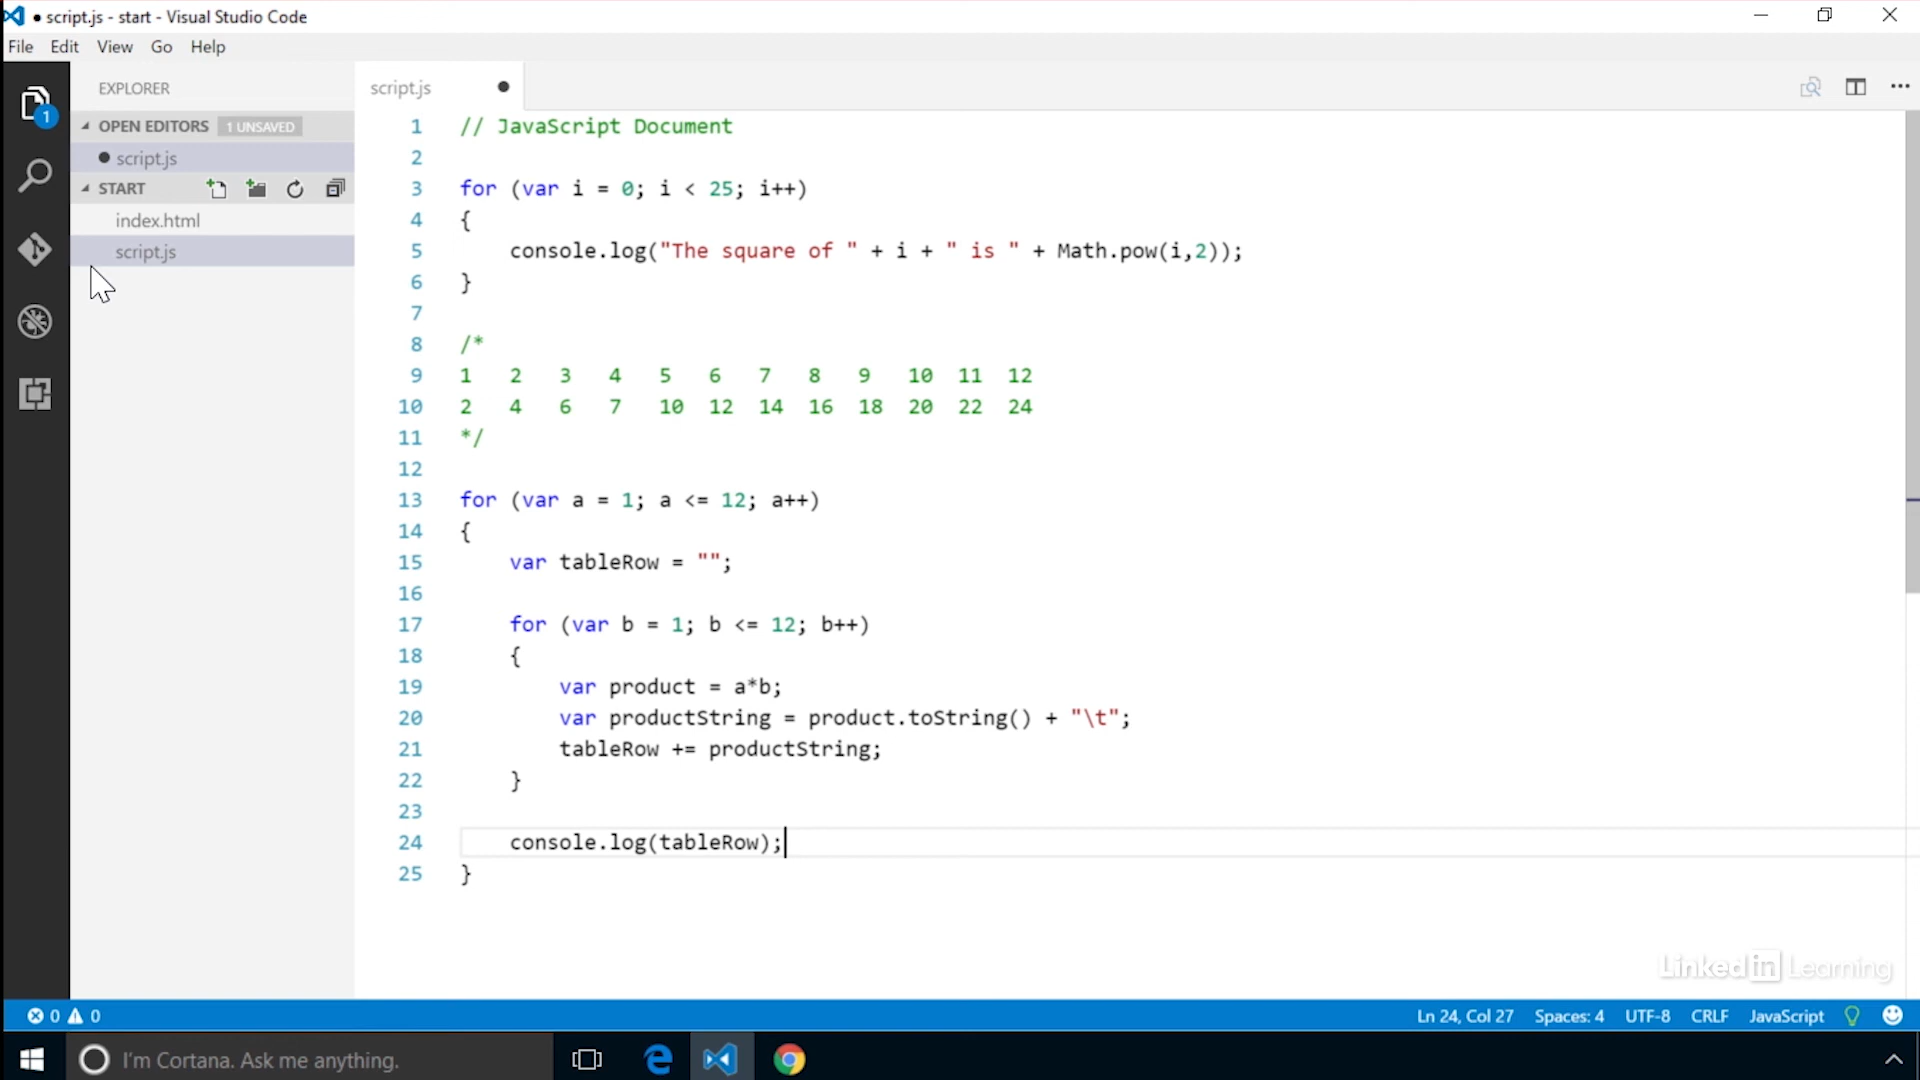 ● script.js - start - Visual Studio Code
File Edit View Go Help
EXPLORER
OPEN EDITORS 1 UNSAVED
● script.js
START
index.html
script.js
1
script.js ●
1 // JavaScript Document
2
3 for (var i = 0; i < 25; i++)
4 {
5     console.log("The square of " + i + " is " + Math.pow(i,2));
6 }
7
8 /*
9 1   2   3   4   5   6   7   8   9   10  11  12
10 2   4   6   7   10  12  14  16  18  20  22  24
11 */
12
13 for (var a = 1; a <= 12; a++)
14 {
15     var tableRow = "";
16
17     for (var b = 1; b <= 12; b++)
18     {
19         var product = a*b;
20         var productString = product.toString() + "\t";
21         tableRow += productString;
22     }
23
24     console.log(tableRow);
25 }
Linked in Learning
0 0 Ln 24, Col 27 Spaces: 4 UTF-8 CRLF JavaScript
I'm Cortana. Ask me anything.